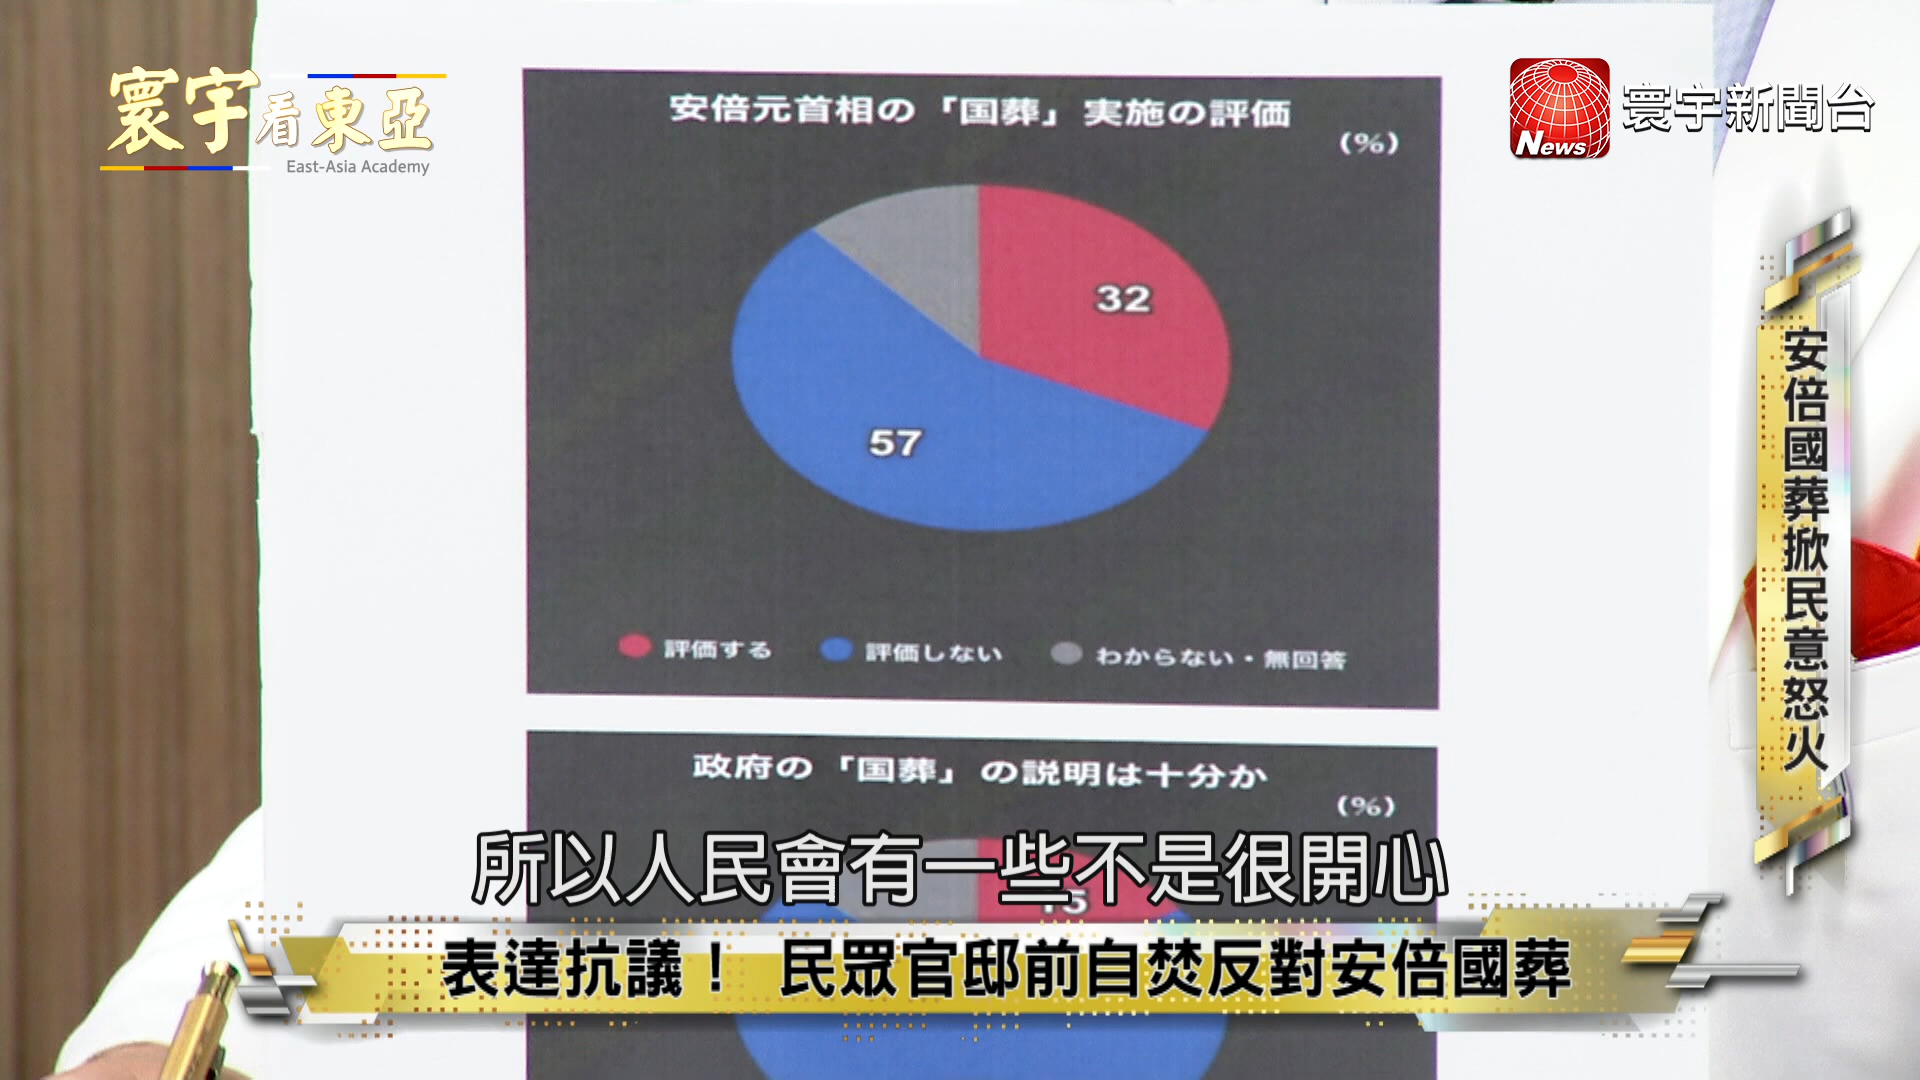 寰宇看東亞
East-Asia Academy
News
寰宇新聞台
安倍元首相の「国葬」実施の評価
(%)
32
57
評価する
評価しない
わからない・無回答
政府の「国葬」の説明は十分か
(%)
15
安倍國葬掀民意怒火
所以人民會有一些不是很開心
表達抗議！ 民眾官邸前自焚反對安倍國葬